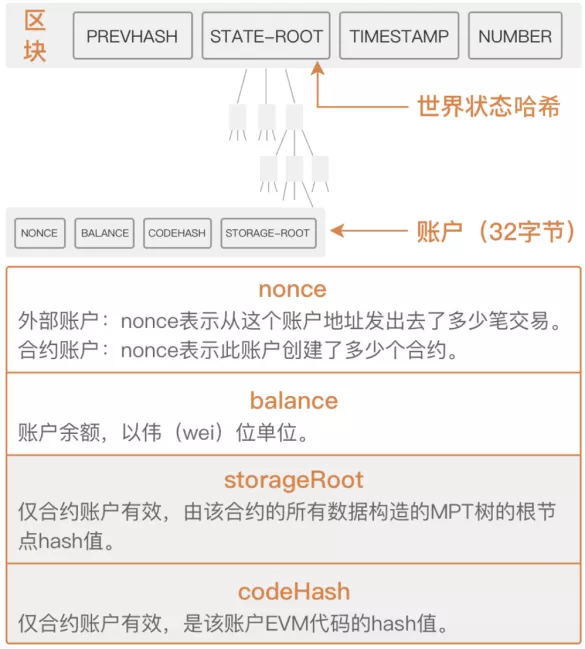 区块
PREVHASH
STATE-ROOT
TIMESTAMP
NUMBER
世界状态哈希
NONCE
BALANCE
CODEHASH
STORAGE-ROOT
账户（32字节）
nonce
外部账户：nonce表示从这个账户地址发出去了多少笔交易。
合约账户：nonce表示此账户创建了多少个合约。
balance
账户余额，以伟（wei）位单位。
storageRoot
仅合约账户有效，由该合约的所有数据构造的MPT树的根节
点hash值。
codeHash
仅合约账户有效，是该账户EVM代码的hash值。